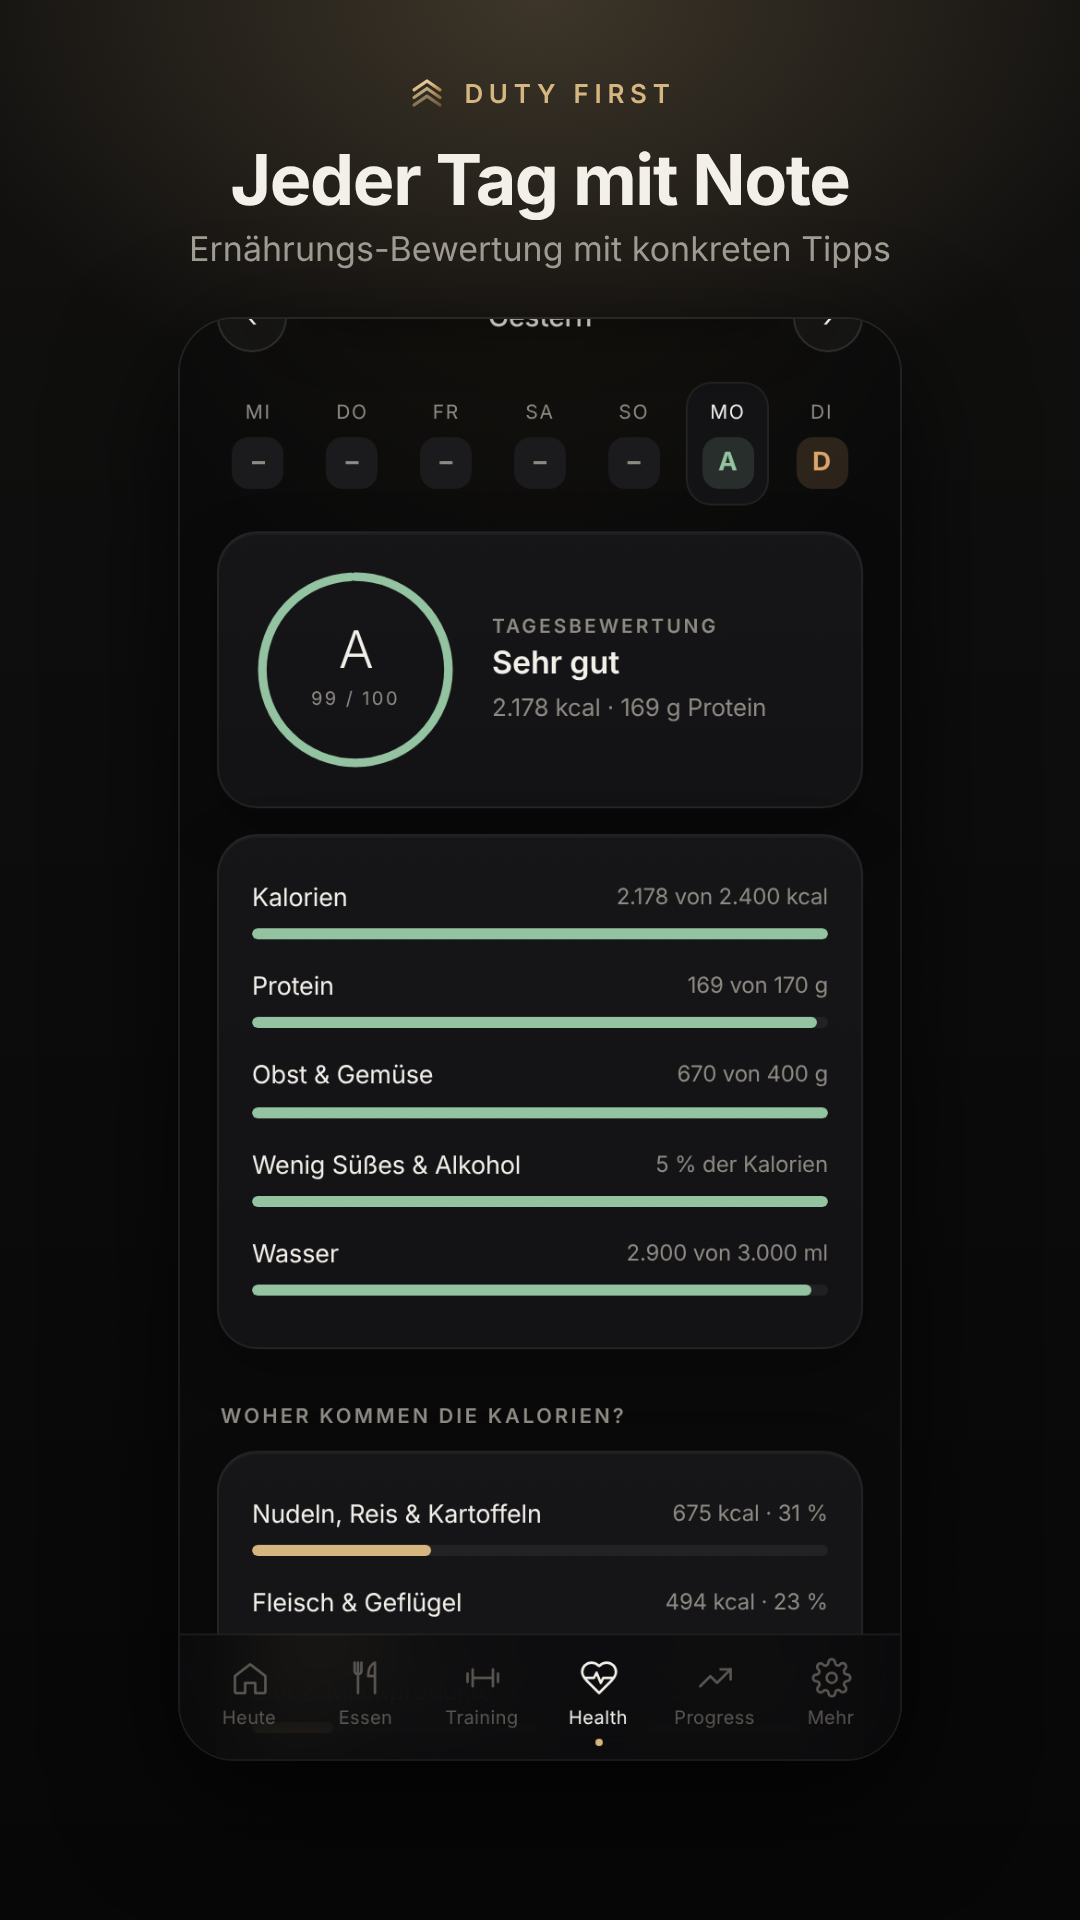 DUTY FIRST
Jeder Tag mit Note
Ernährungs-Bewertung mit konkreten Tipps
Gestern
MI DO FR SA SO MO DI
– – – – – A D
A
99 / 100
TAGESBEWERTUNG
Sehr gut
2.178 kcal · 169 g Protein
Kalorien 2.178 von 2.400 kcal
Protein 169 von 170 g
Obst & Gemüse 670 von 400 g
Wenig Süßes & Alkohol 5 % der Kalorien
Wasser 2.900 von 3.000 ml
WOHER KOMMEN DIE KALORIEN?
Nudeln, Reis & Kartoffeln 675 kcal · 31 %
Fleisch & Geflügel 494 kcal · 23 %
Heute Essen Training Health Progress Mehr